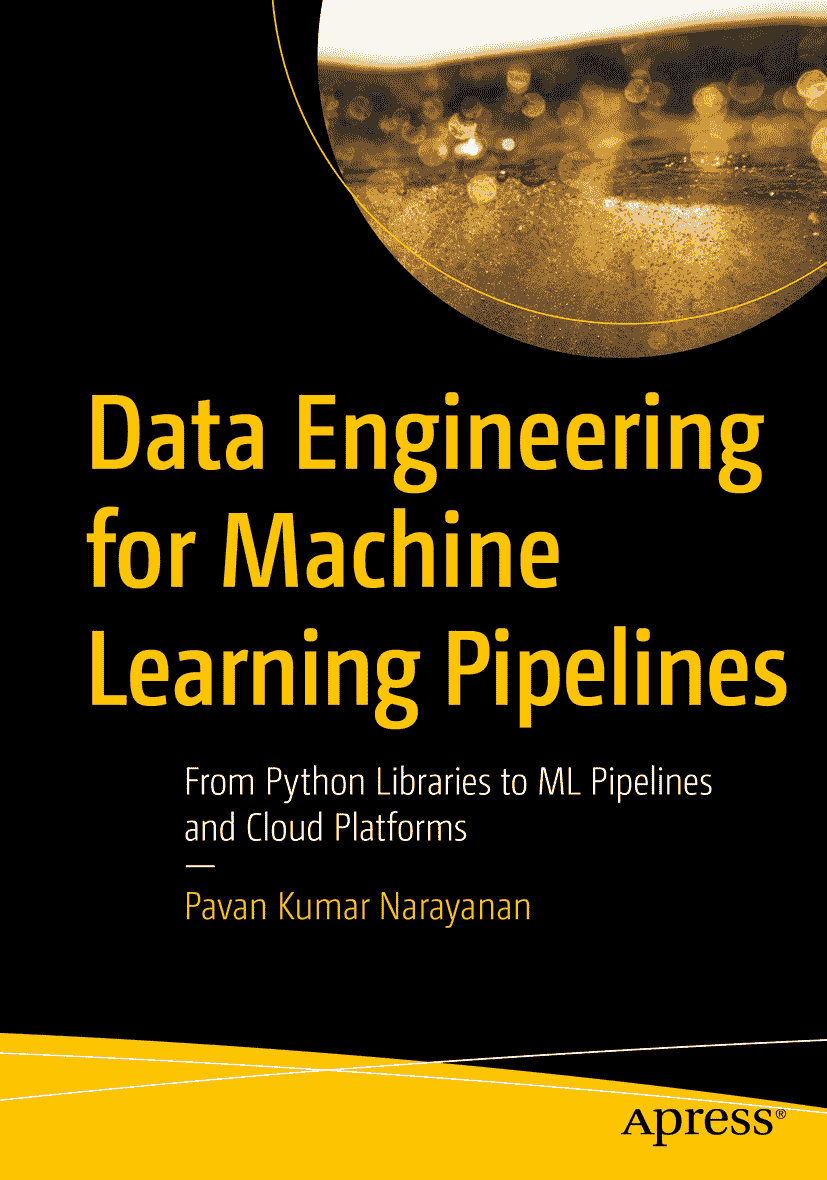 Data Engineering
for Machine
Learning Pipelines
From Python Libraries to ML Pipelines
and Cloud Platforms
Pavan Kumar Narayanan
Apress®